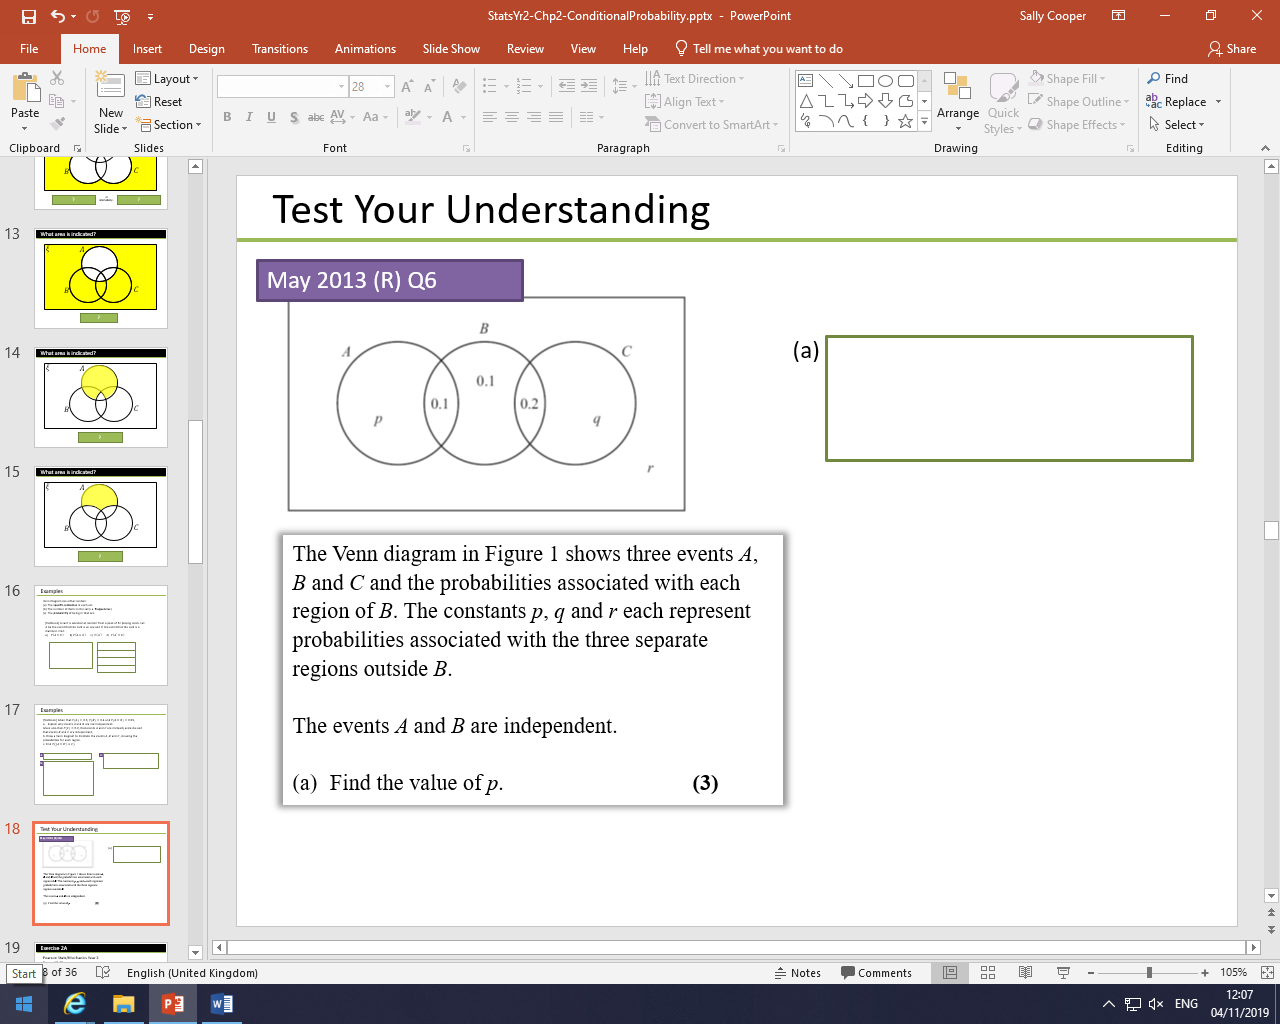 StatsYr2-Chp2-ConditionalProbability.pptx - PowerPoint
Sally Cooper
File Home Insert Design Transitions Animations Slide Show Review View Help Tell me what you want to do Share
Paste
Clipboard
New Slide
Layout
Reset
Section
Slides
28
B I U S abc AV Aa A
Font
Text Direction
Align Text
Convert to SmartArt
Paragraph
Arrange
Quick Styles
Shape Fill
Shape Outline
Shape Effects
Drawing
Find
Replace
Select
Editing
B C
13
What area is indicated?
ξ A B C
14
What area is indicated?
ξ A B C
15
What area is indicated?
ξ A B C
16
Examples
17
Examples
18
Test Your Understanding
19
Exercise 2A
Test Your Understanding
May 2013 (R) Q6
B
A C
0.1
0.1 0.2
p q
r
(a)
The Venn diagram in Figure 1 shows three events A,
B and C and the probabilities associated with each
region of B. The constants p, q and r each represent
probabilities associated with the three separate
regions outside B.
The events A and B are independent.
(a) Find the value of p. (3)
Start
8 of 36
English (United Kingdom)
Notes
Comments
105%
ENG
12:07
04/11/2019